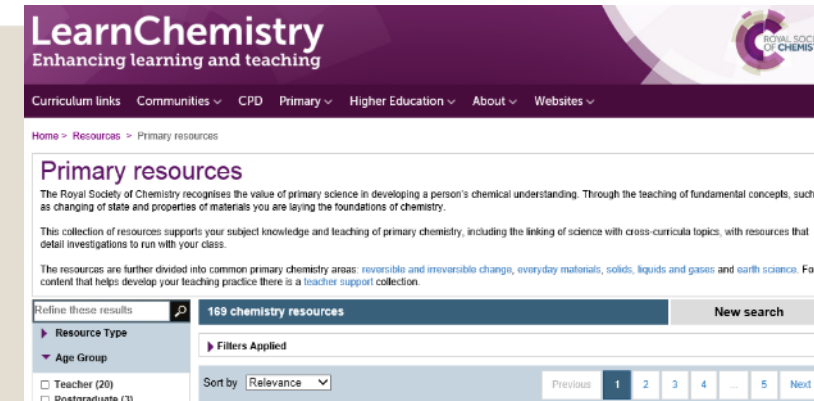 LearnChemistry
Enhancing learning and teaching
ROYAL SOCI
OF CHEMIS
Curriculum links Communities CPD Primary Higher Education About Websites
Home > Resources > Primary resources
Primary resources
The Royal Society of Chemistry recognises the value of primary science in developing a person's chemical understanding. Through the teaching of fundamental concepts, such
as changing of state and properties of materials you are laying the foundations of chemistry.
This collection of resources supports your subject knowledge and teaching of primary chemistry, including the linking of science with cross-curricula topics, with resources that
detail investigations to run with your class.
The resources are further divided into common primary chemistry areas: reversible and irreversible change, everyday materials, solids, liquids and gases and earth science. Fo
content that helps develop your teaching practice there is a teacher support collection.
Refine these results
169 chemistry resources
New search
Resource Type
Filters Applied
Age Group
Sort by Relevance
Previous 1 2 3 4 ... 5 Next
Teacher (20)
Postgraduate (3)